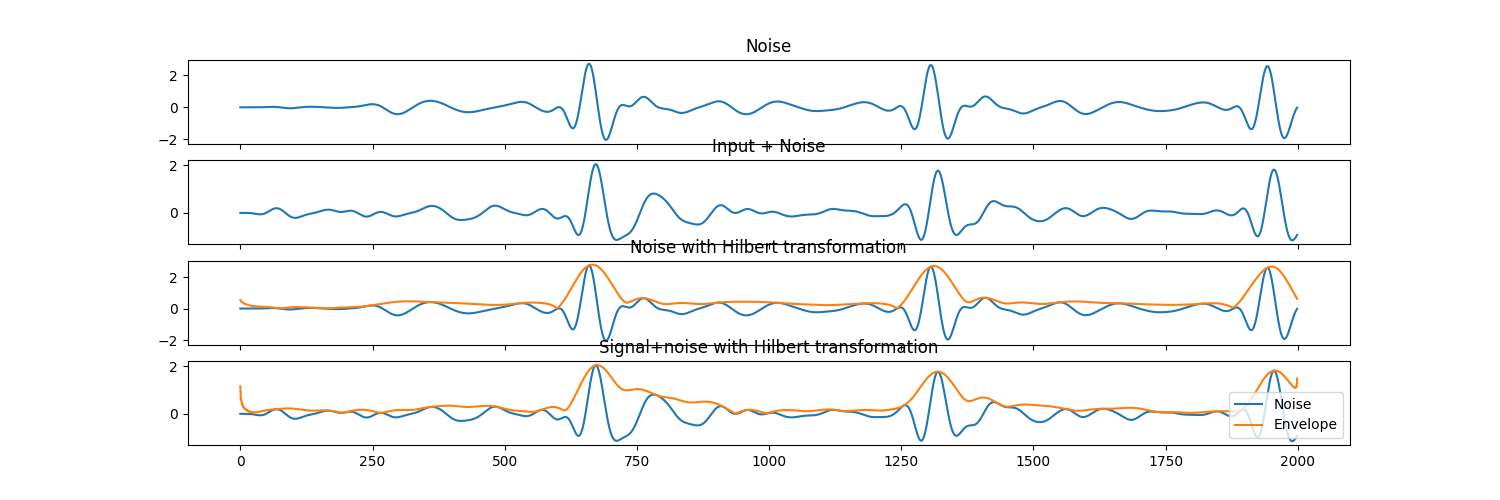 Noise
2
0
−2
Input + Noise
2
0
Noise with Hilbert transformation
2
0
−2
Signal+noise with Hilbert transformation
2
0
Noise
Envelope
0 250 500 750 1000 1250 1500 1750 2000